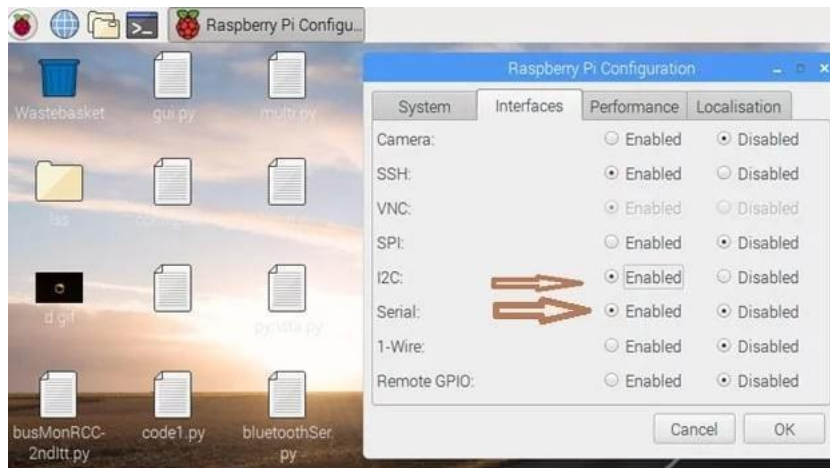 Raspberry Pi Configu...
Raspberry Pi Configuration
System Interfaces Performance Localisation
Camera: Enabled Disabled
SSH: Enabled Disabled
VNC: Enabled Disabled
SPI: Enabled Disabled
I2C: Enabled Disabled
Serial: Enabled Disabled
1-Wire: Enabled Disabled
Remote GPIO: Enabled Disabled
Cancel OK
Wastebasket gui.py multi.py
d.gif
busMonRCC-
2ndItt.py
code1.py
bluetoothSer.
py